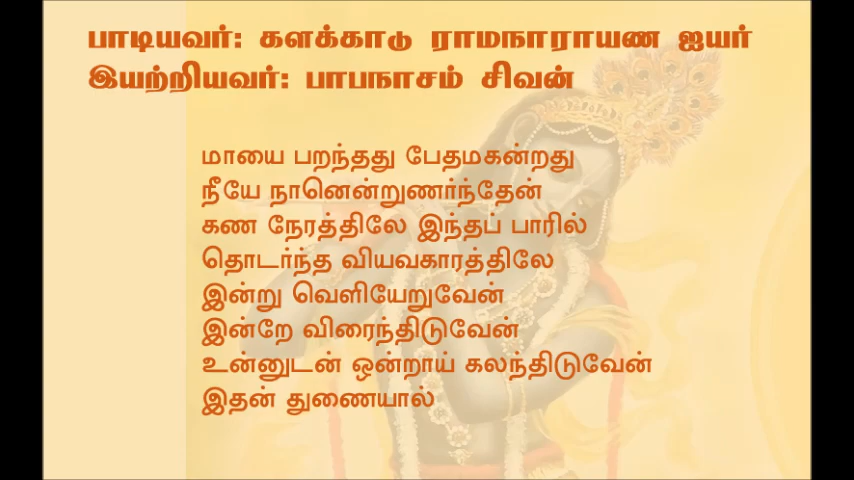 பாடியவர்: களக்காடு ராமநாராயண ஐயர்
இயற்றியவர்: பாபநாசம் சிவன்
மாயை பறந்தது பேதமகன்றது
நீயே நானென்றுணர்ந்தேன்
கண நேரத்திலே இந்தப் பாரில்
தொடர்ந்த வியவகாரத்திலே
இன்று வெளியேறுவேன்
இன்றே விரைந்திடுவேன்
உன்னுடன் ஒன்றாய் கலந்திடுவேன்
இதன் துணையால்